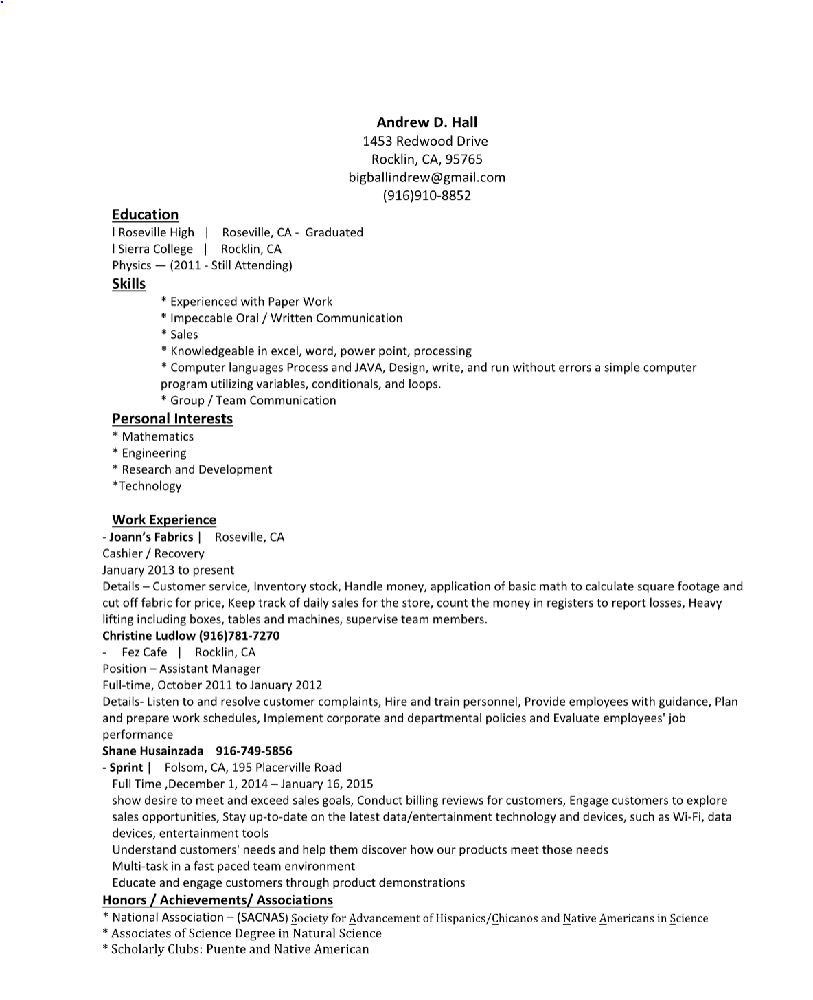 Andrew D. Hall
1453 Redwood Drive
Rocklin, CA, 95765
bigballindrew@gmail.com
(916)910-8852
Education
l Roseville High | Roseville, CA - Graduated
l Sierra College | Rocklin, CA
Physics — (2011 - Still Attending)
Skills
* Experienced with Paper Work
* Impeccable Oral / Written Communication
* Sales
* Knowledgeable in excel, word, power point, processing
* Computer languages Process and JAVA, Design, write, and run without errors a simple computer
program utilizing variables, conditionals, and loops.
* Group / Team Communication
Personal Interests
* Mathematics
* Engineering
* Research and Development
*Technology
Work Experience
- Joann’s Fabrics | Roseville, CA
Cashier / Recovery
January 2013 to present
Details – Customer service, Inventory stock, Handle money, application of basic math to calculate square footage and
cut off fabric for price, Keep track of daily sales for the store, count the money in registers to report losses, Heavy
lifting including boxes, tables and machines, supervise team members.
Christine Ludlow (916)781-7270
- Fez Cafe | Rocklin, CA
Position – Assistant Manager
Full-time, October 2011 to January 2012
Details- Listen to and resolve customer complaints, Hire and train personnel, Provide employees with guidance, Plan
and prepare work schedules, Implement corporate and departmental policies and Evaluate employees' job
performance
Shane Husainzada 916-749-5856
- Sprint | Folsom, CA, 195 Placerville Road
Full Time ,December 1, 2014 – January 16, 2015
show desire to meet and exceed sales goals, Conduct billing reviews for customers, Engage customers to explore
sales opportunities, Stay up-to-date on the latest data/entertainment technology and devices, such as Wi-Fi, data
devices, entertainment tools
Understand customers' needs and help them discover how our products meet those needs
Multi-task in a fast paced team environment
Educate and engage customers through product demonstrations
Honors / Achievements/ Associations
* National Association – (SACNAS) Society for Advancement of Hispanics/Chicanos and Native Americans in Science
* Associates of Science Degree in Natural Science
* Scholarly Clubs: Puente and Native American